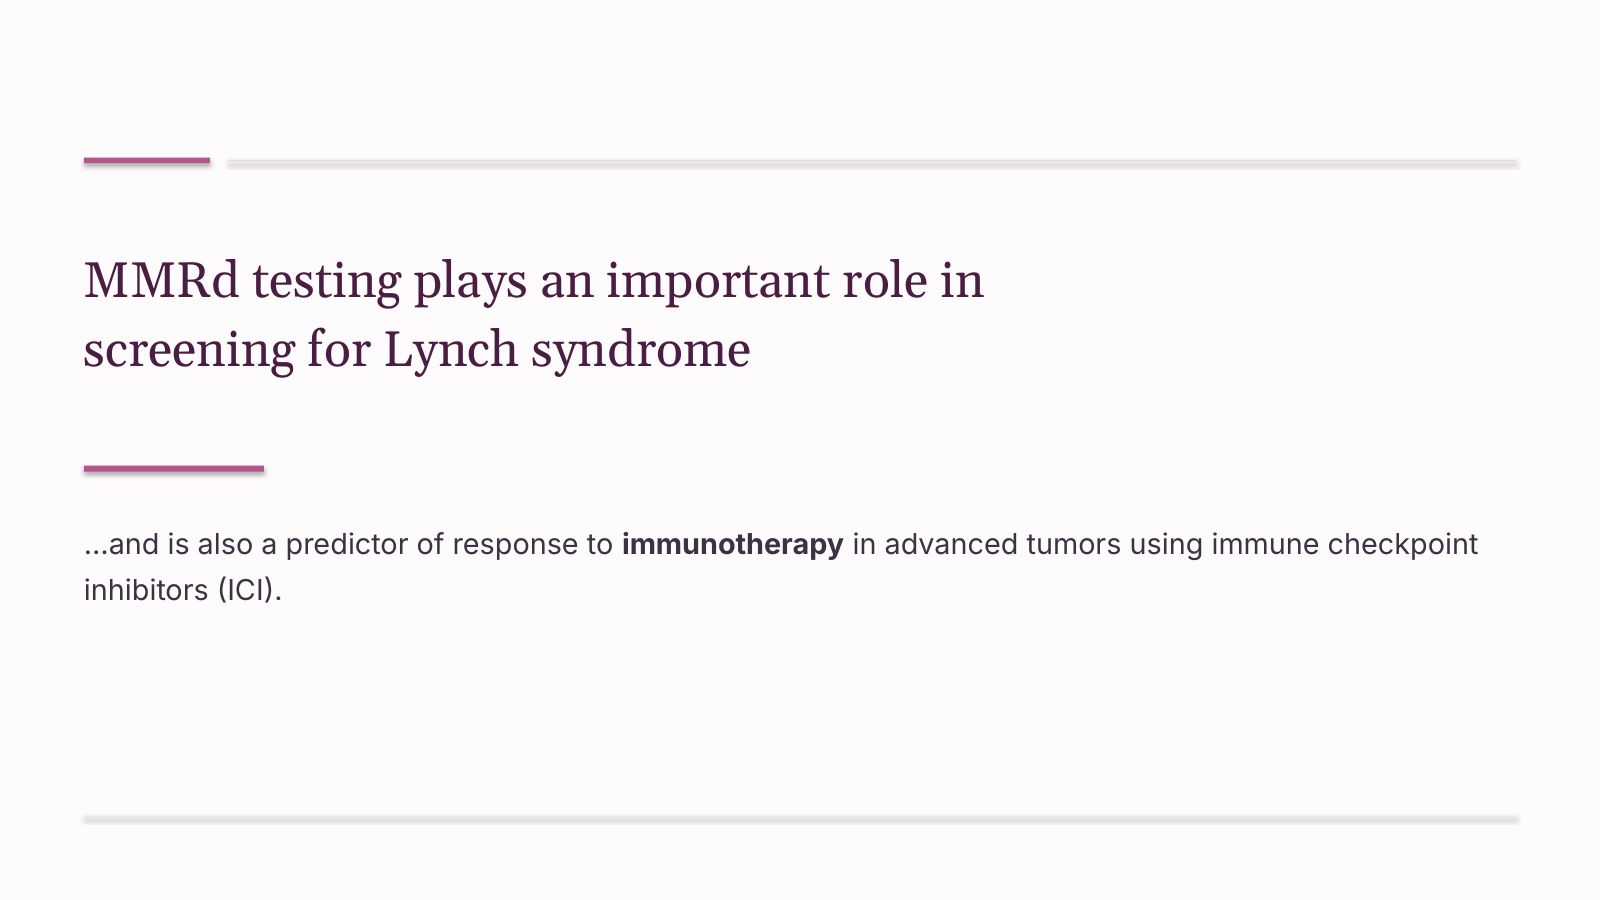 MMRd testing plays an important role in
screening for Lynch syndrome
...and is also a predictor of response to immunotherapy in advanced tumors using immune checkpoint
inhibitors (ICI).